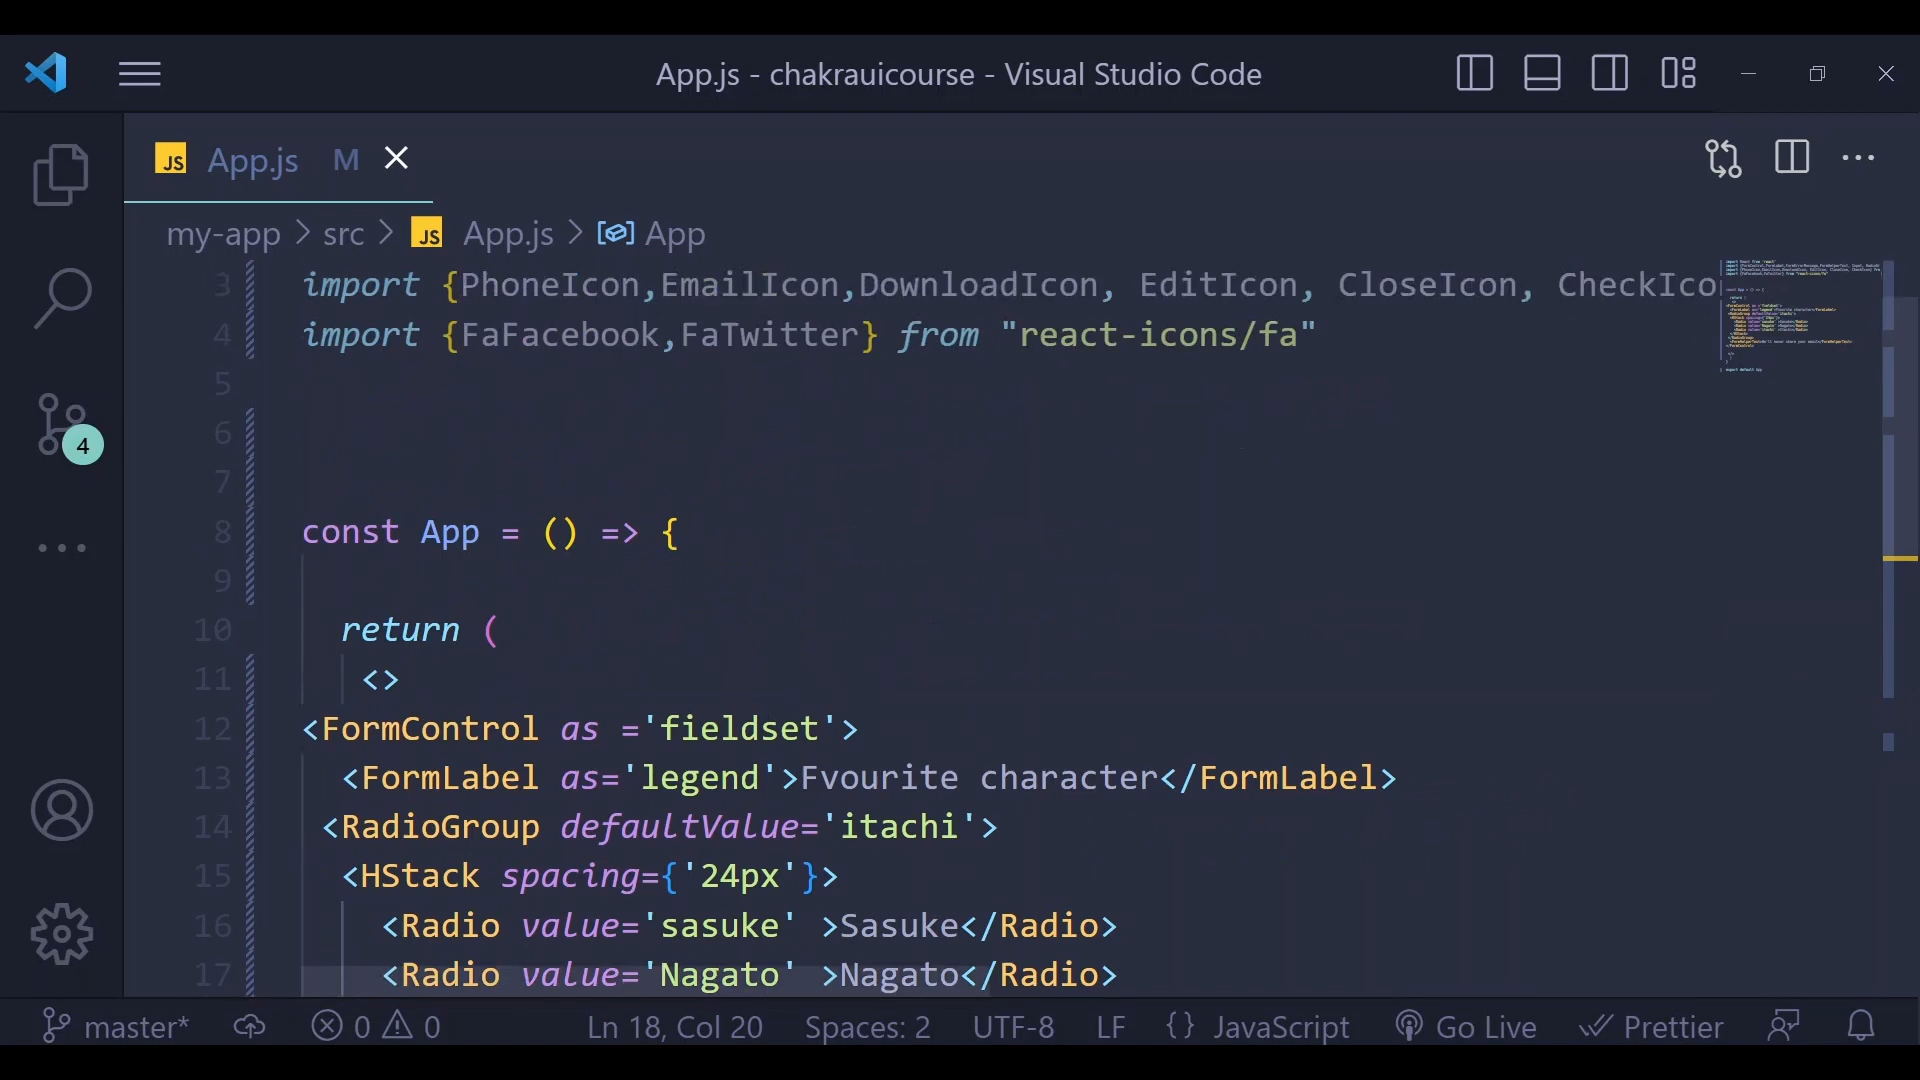 App.js - chakrauicourse - Visual Studio Code
JS App.js M
my-app > src > JS App.js > App
3 import {PhoneIcon,EmailIcon,DownloadIcon, EditIcon, CloseIcon, CheckIco
4 import {FaFacebook,FaTwitter} from "react-icons/fa"
5
6
7
8 const App = () => {
9
10 return (
11 <>
12 <FormControl as ='fieldset'>
13 <FormLabel as='legend'>Fvourite character</FormLabel>
14 <RadioGroup defaultValue='itachi'>
15 <HStack spacing={'24px'}>
16 <Radio value='sasuke' >Sasuke</Radio>
17 <Radio value='Nagato' >Nagato</Radio>
4
master* 0 0 Ln 18, Col 20 Spaces: 2 UTF-8 LF {} JavaScript Go Live Prettier